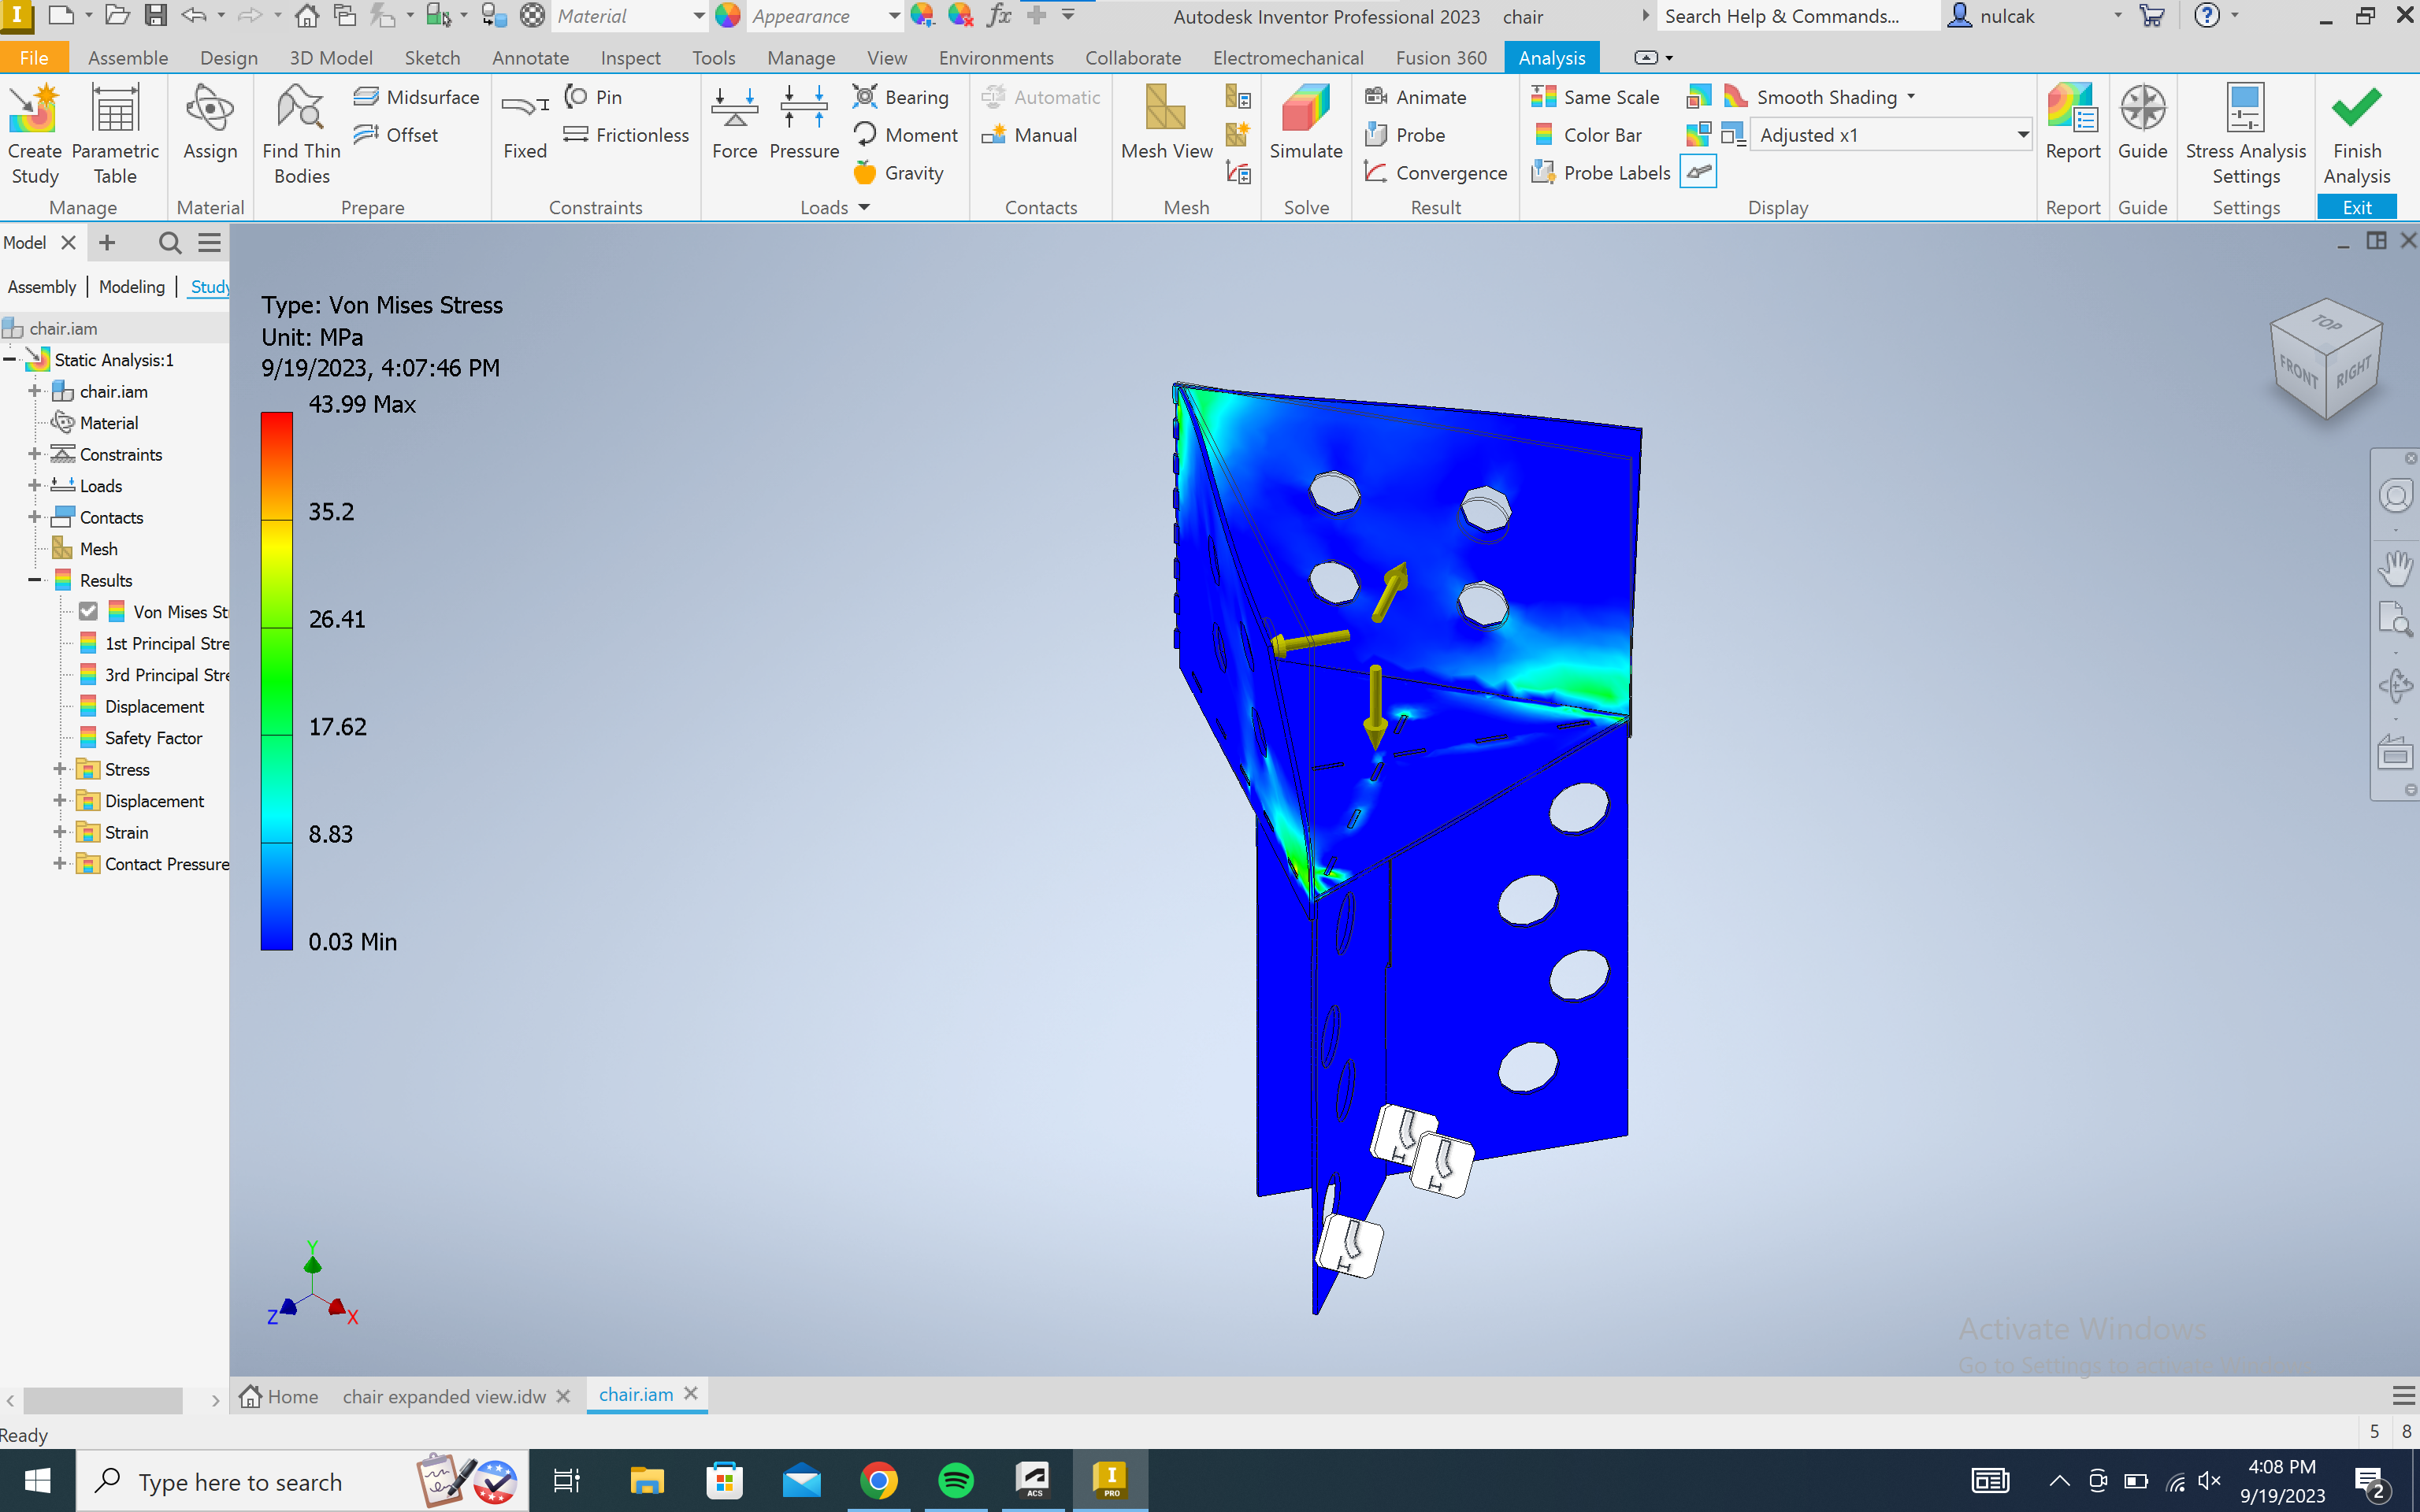 Material
Appearance
fx
Autodesk Inventor Professional 2023 chair
Search Help & Commands...
nulcak
File Assemble Design 3D Model Sketch Annotate Inspect Tools Manage View Environments Collaborate Electromechanical Fusion 360 Analysis
Create Study
Parametric Table
Manage
Assign
Material
Find Thin Bodies
Midsurface
Offset
Prepare
Fixed
Pin
Frictionless
Constraints
Force
Pressure
Bearing
Moment
Gravity
Loads
Automatic
Manual
Contacts
Mesh View
Mesh
Simulate
Solve
Animate
Probe
Convergence
Result
Same Scale
Color Bar
Probe Labels
Smooth Shading
Adjusted x1
Display
Report
Report
Guide
Guide
Stress Analysis Settings
Settings
Finish Analysis
Exit
Model
Assembly | Modeling | Study
chair.iam
Static Analysis:1
chair.iam
Material
Constraints
Loads
Contacts
Mesh
Results
Von Mises St
1st Principal Stre
3rd Principal Stre
Displacement
Safety Factor
Stress
Displacement
Strain
Contact Pressure
Type: Von Mises Stress
Unit: MPa
9/19/2023, 4:07:46 PM
43.99 Max
35.2
26.41
17.62
8.83
0.03 Min
TOP
FRONT
RIGHT
Y
Z
X
Activate Windows
Go to Settings to activate
Home
chair expanded view.idw
chair.iam
Ready
5 8
Type here to search
ACS
I
PRO
4:08 PM
9/19/2023
2